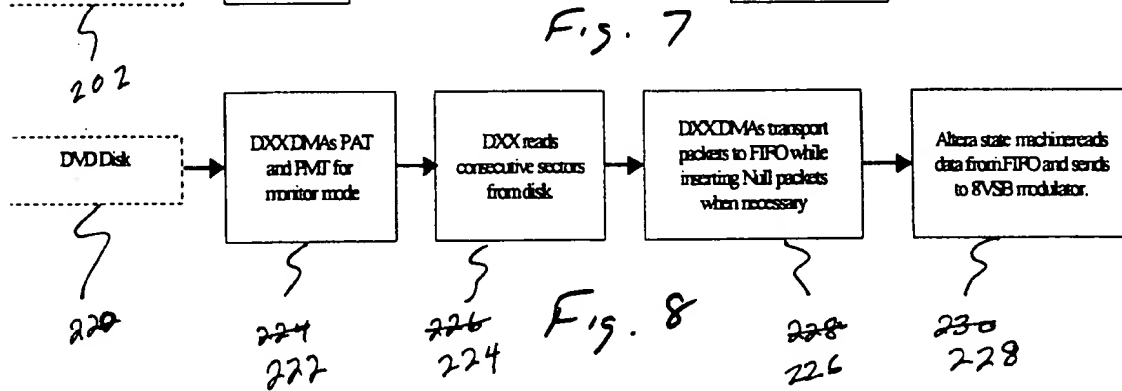 Fig. 7
202
DVD Disk
DXX DMAs PAT
and PMT for
monitor mode
DXX reads
consecutive sectors
from disk
DXX DMAs transport
packets to FIFO while
inserting Null packets
when necessary
Altera state machine reads
data from FIFO and sends
to 8VSB modulator.
220
224
222
226
224
Fig. 8
228
226
230
228